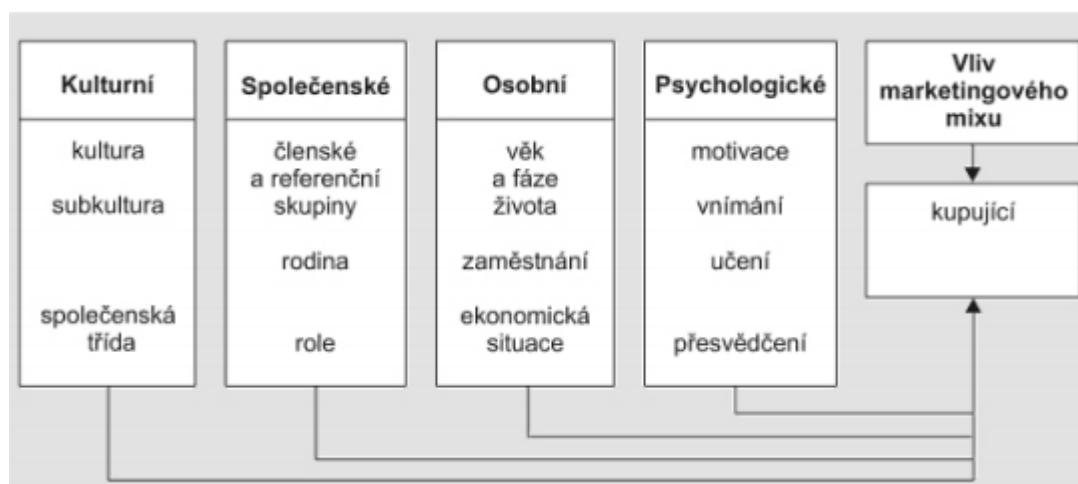 Kulturní
kultura
subkultura
společenská
třída
Společenské
členské
a referenční
skupiny
rodina
role
Osobní
věk
a fáze
života
zaměstnání
ekonomická
situace
Psychologické
motivace
vnímání
učení
přesvědčení
Vliv
marketingového
mixu
kupující